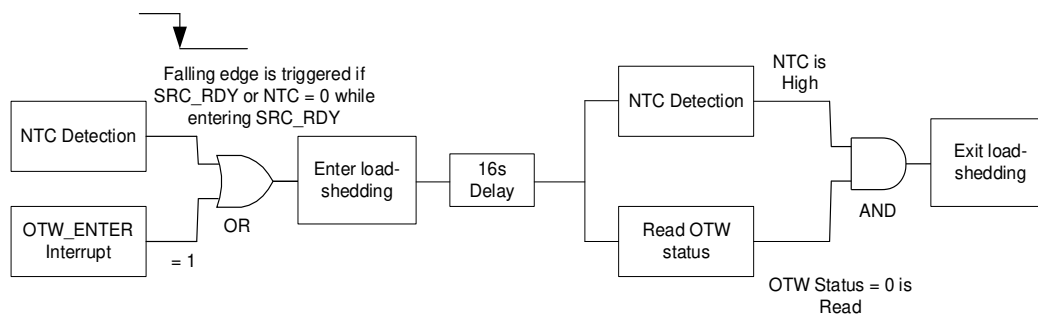 Falling edge is triggered if
SRC_RDY or NTC = 0 while
entering SRC_RDY
NTC Detection
OTW_ENTER
Interrupt
= 1
OR
Enter load-
shedding
16s
Delay
NTC Detection
NTC is
High
Read OTW
status
OTW Status = 0 is
Read
AND
Exit load-
shedding